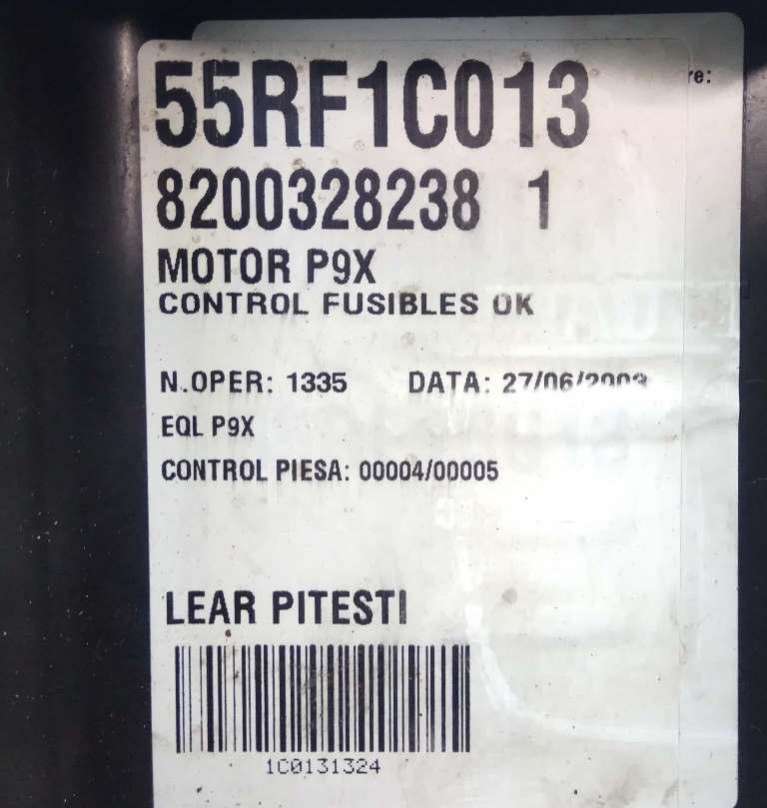 55RF1C013
8200328238 1
MOTOR P9X
CONTROL FUSIBLES OK
N.OPER: 1335 DATA:
EQL P9X
CONTROL PIESA: 00004/00005
LEAR PITESTI
1C0131324